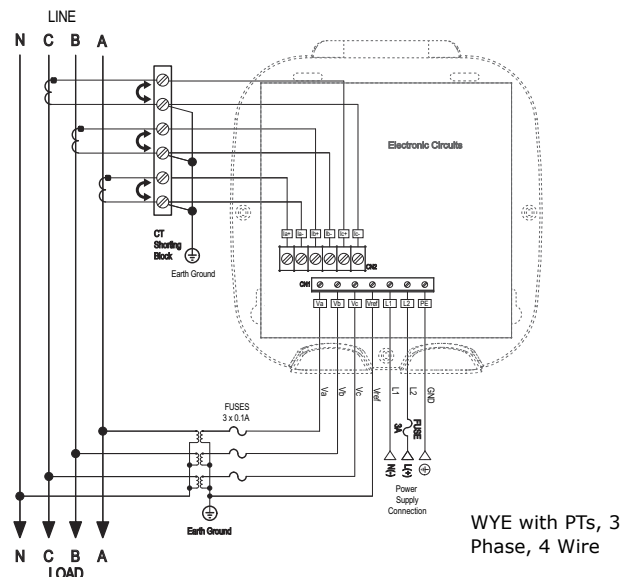 LINE
N C B A
Electronic Circuits
Ia+ Ia- Ib+ Ib- Ic+ Ic-
CN2
CT
Shorting
Block
Earth Ground
CN1
Va Vb Vc Vref L1 L2 PE
Va Vb Vc Vref L1 L2 GND
FUSES
3 x 0.1A
FUSE
3A
N(-) L(+)
Power
Supply
Connection
Earth Ground
WYE with PTs, 3
Phase, 4 Wire
N C B A
LOAD